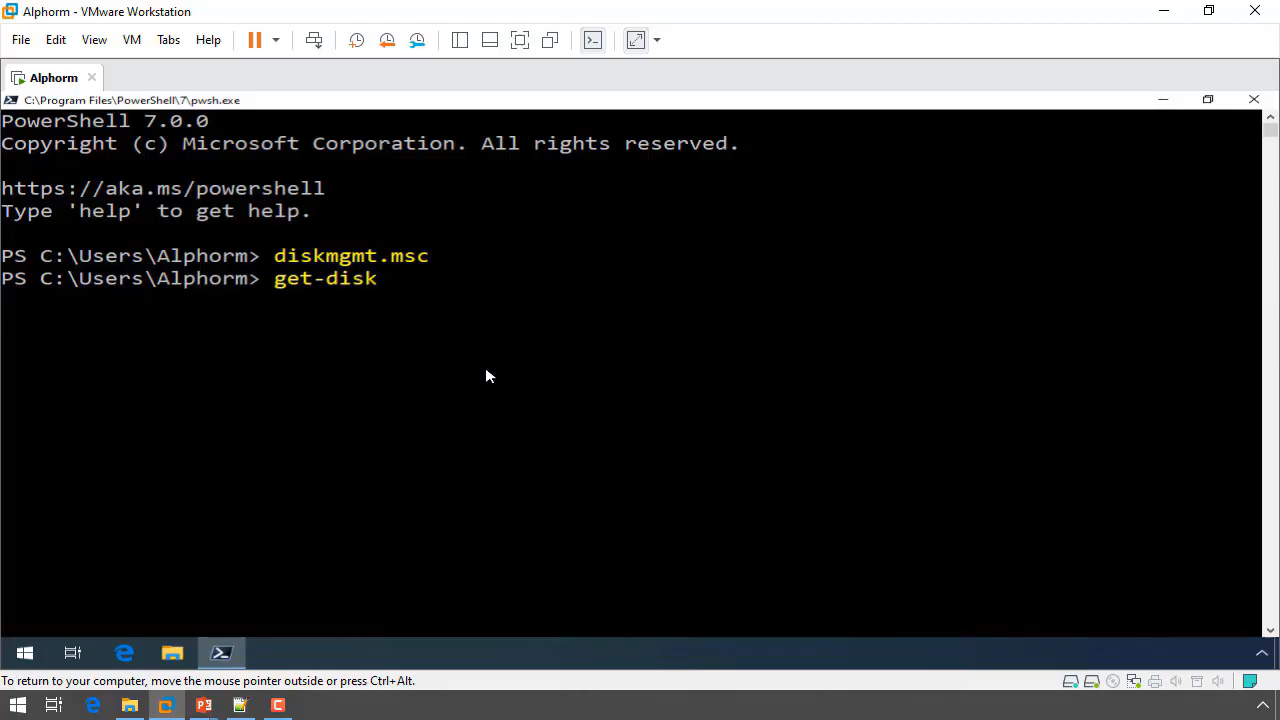 Alphorm - VMware Workstation
File Edit View VM Tabs Help
Alphorm
C:\Program Files\PowerShell\7\pwsh.exe
PowerShell 7.0.0
Copyright (c) Microsoft Corporation. All rights reserved.
https://aka.ms/powershell
Type 'help' to get help.
PS C:\Users\Alphorm> diskmgmt.msc
PS C:\Users\Alphorm> get-disk
To return to your computer, move the mouse pointer outside or press Ctrl+Alt.